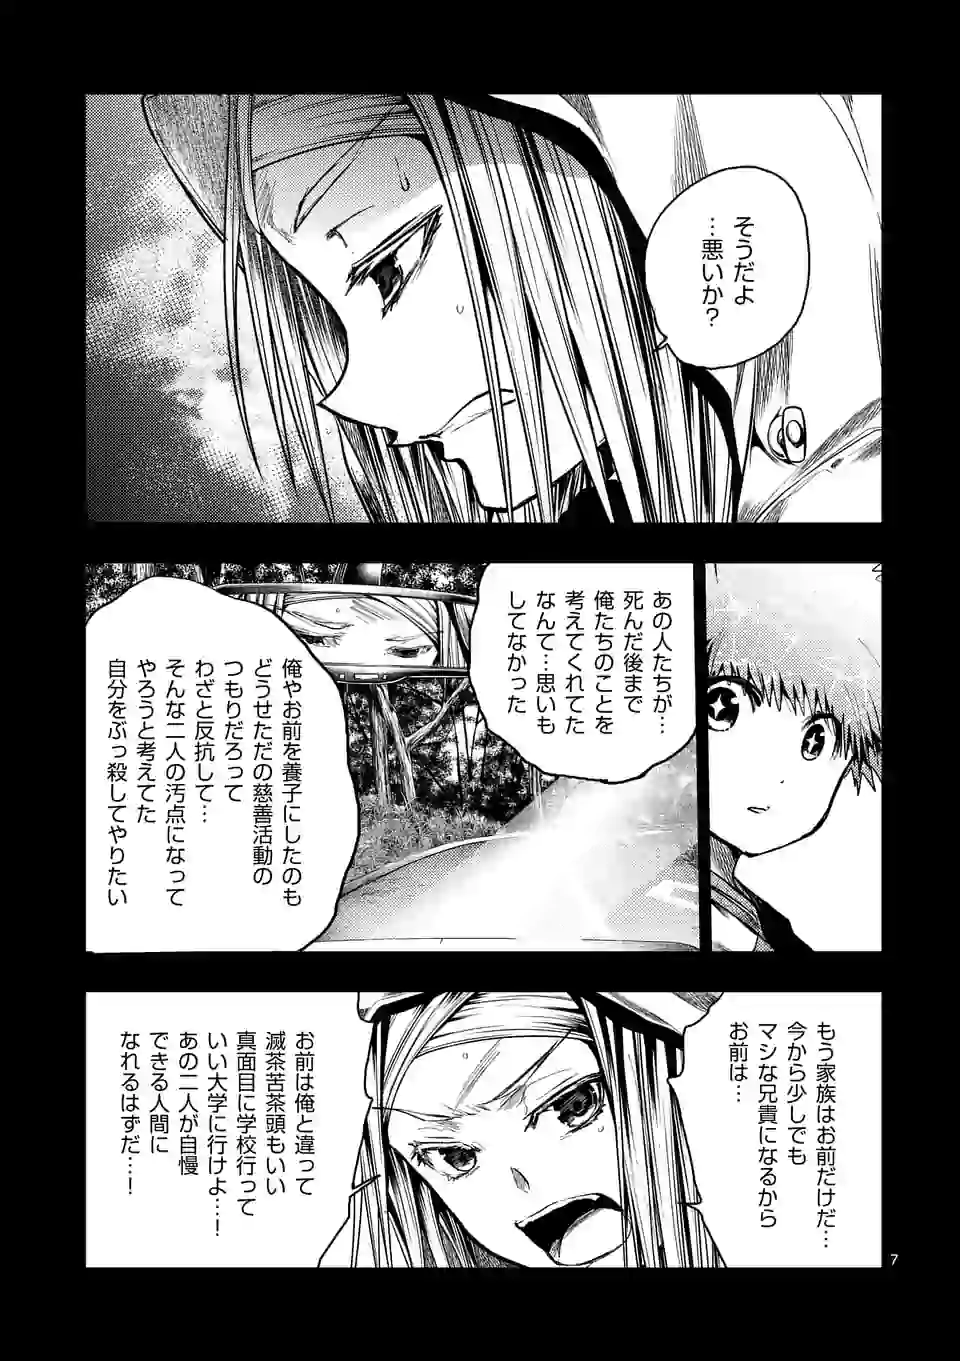 そうだよ
…悪いか?
あの人たちが…
死んだ後まで
俺たちのことを
考えてくれてた
なんて…思いも
してなかった
俺やお前を養子にしたのも
どうせただの慈善活動の
つもりだろって
わざと反抗して…
そんな二人の汚点になって
やろうと考えてた
自分をぶっ殺してやりたい
もう家族はお前だけだ…
今から少しでも
マシな兄貴になるから
お前は…
お前は俺と違って
滅茶苦茶頭もいい
真面目に学校行って
いい大学に行けよ…!
あの二人が自慢
できる人間に
なれるはずだ…!
7